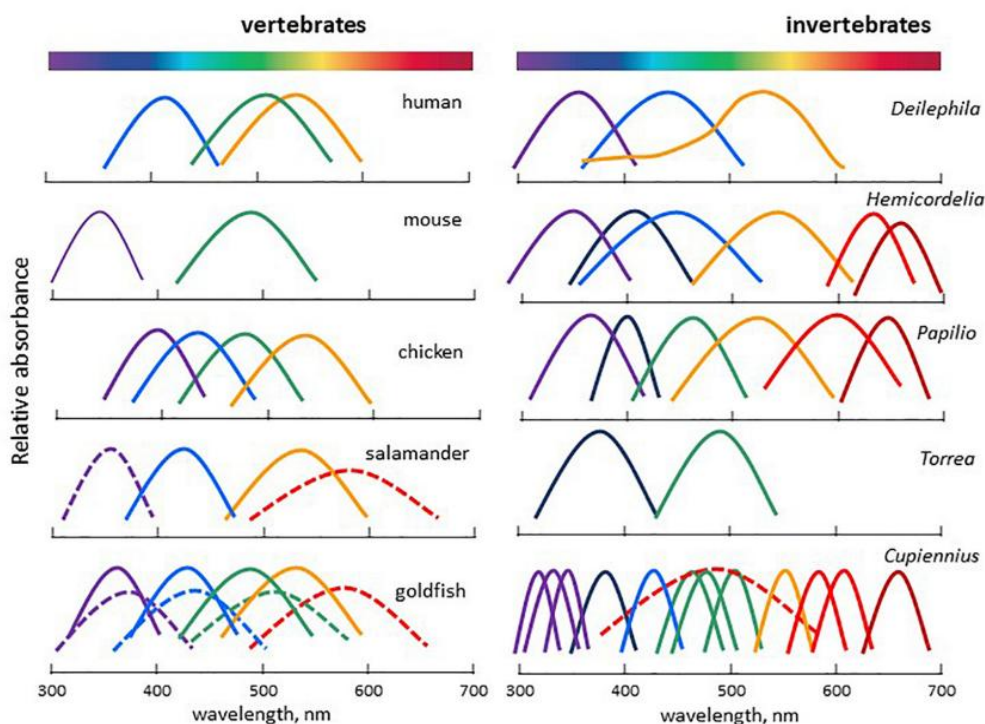 vertebrates
invertebrates
human
mouse
chicken
salamander
goldfish
Deilephila
Hemicordelia
Papilio
Torrea
Cupiennius
Relative absorbance
300 400 500 600 700
wavelength, nm
300 400 500 600 700
wavelength, nm